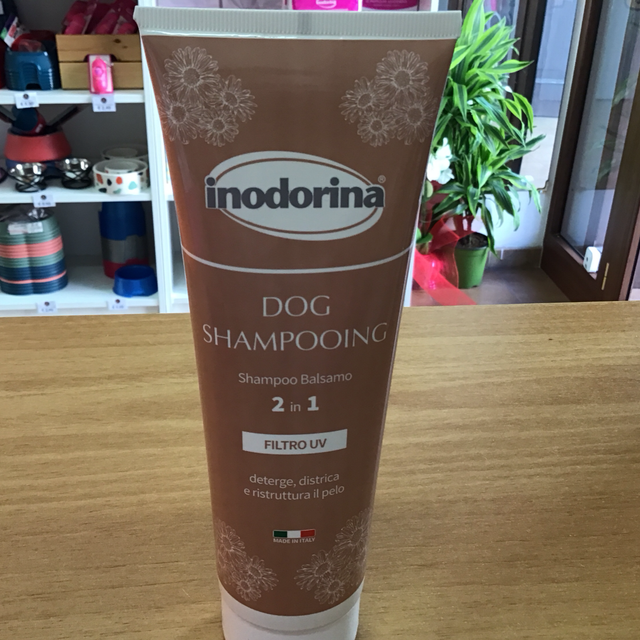 inodorina®
DOG
SHAMPOOING
Shampoo Balsamo
2 in 1
FILTRO UV
deterge, districa
e ristruttura il pelo
MADE IN ITALY